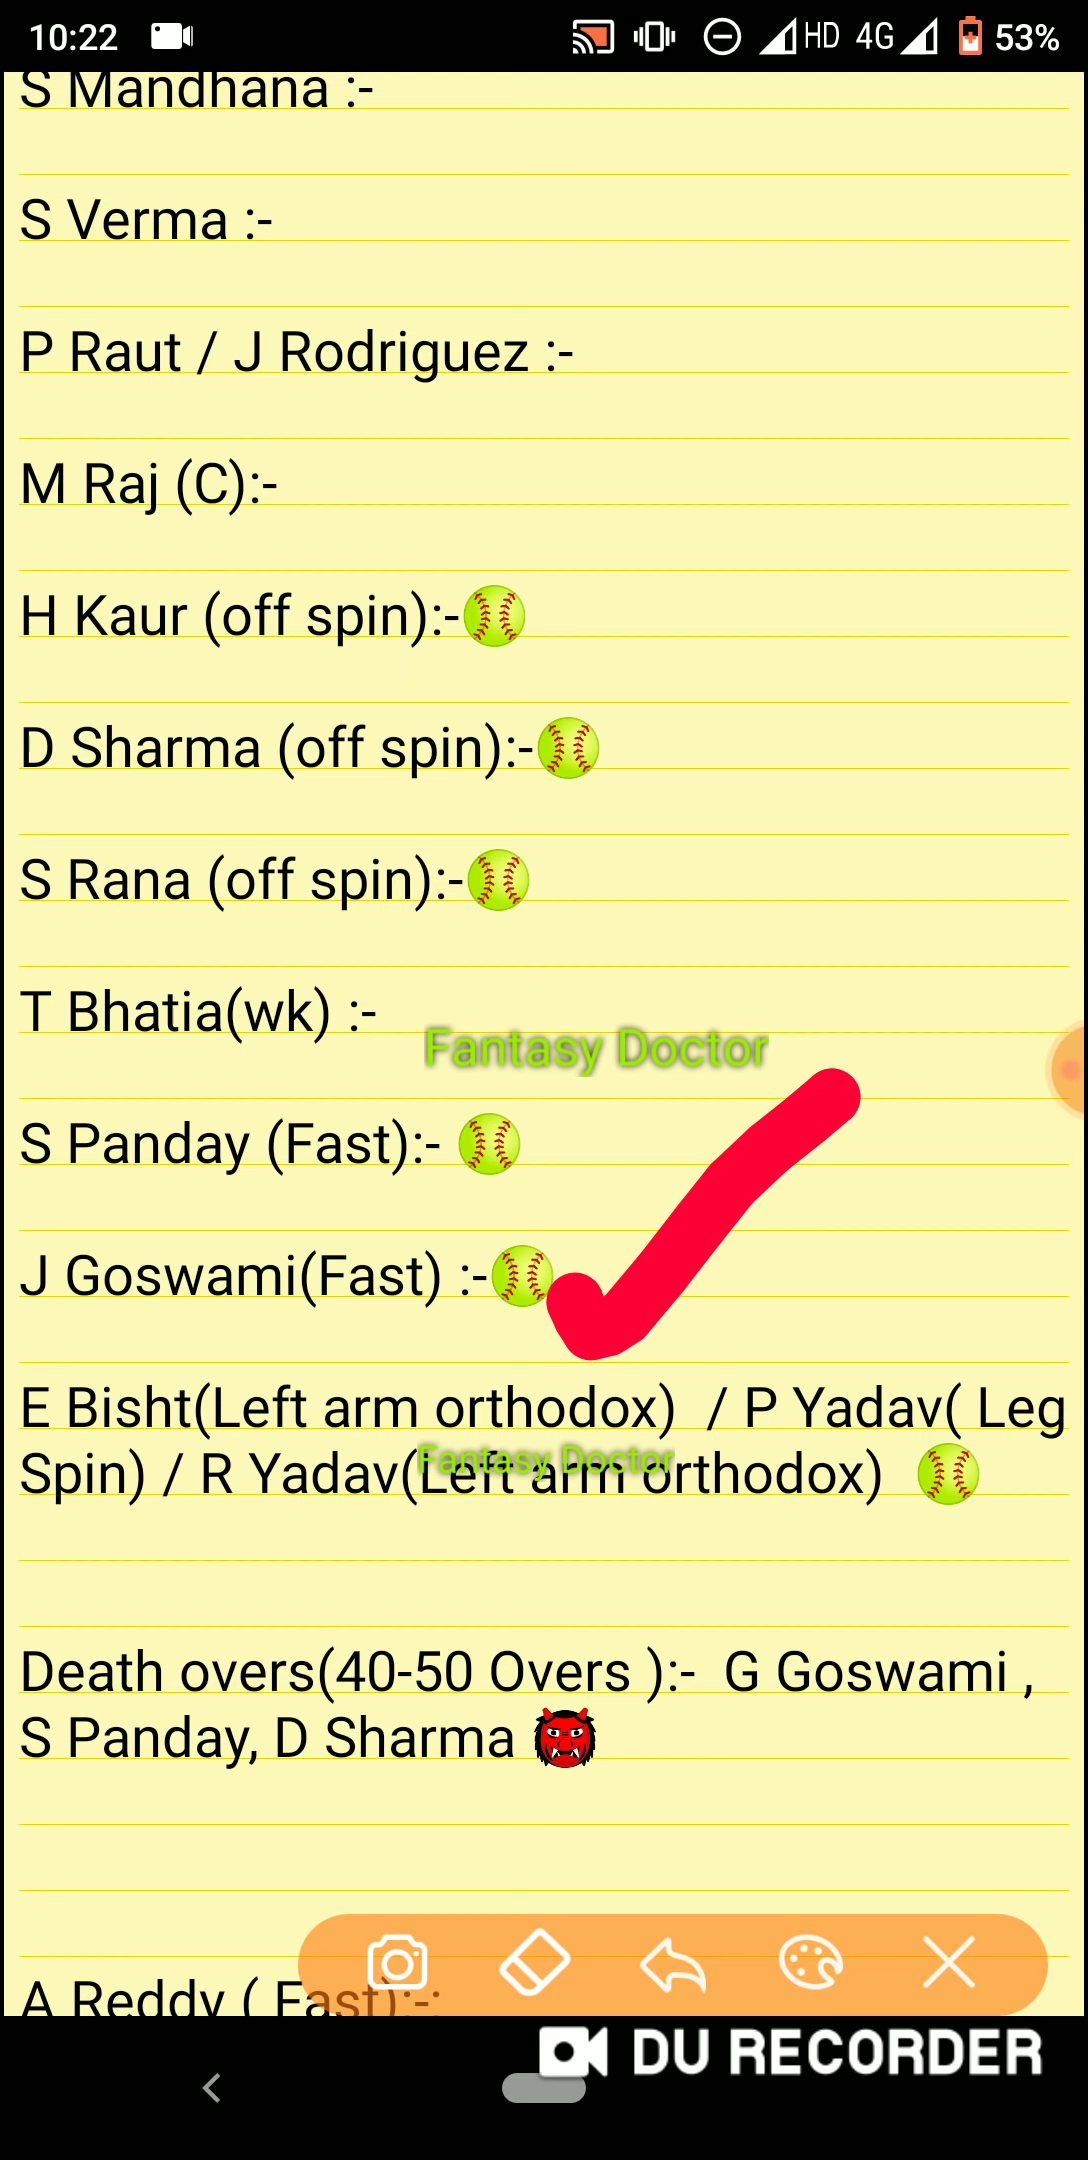 10:22 HD 4G 53%
S Mandhana :-
S Verma :-
P Raut / J Rodriguez :-
M Raj (C):-
H Kaur (off spin):-
D Sharma (off spin):-
S Rana (off spin):-
T Bhatia(wk) :-
Fantasy Doctor
S Panday (Fast):-
J Goswami(Fast) :-
E Bisht(Left arm orthodox) / P Yadav( Leg
Spin) / R Yadav(Left arm orthodox)
Fantasy Doctor
Death overs(40-50 Overs ):- G Goswami ,
S Panday, D Sharma
A Reddy ( Fast):-:
DU RECORDER